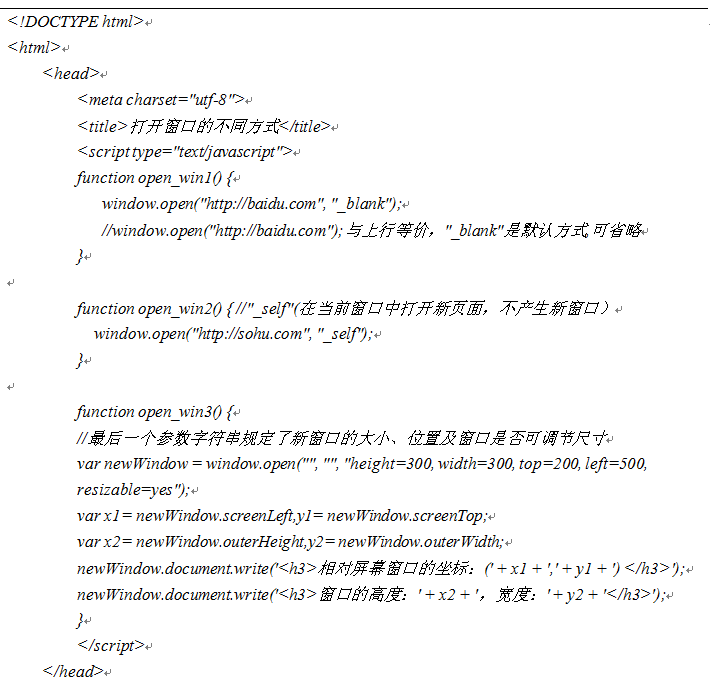 <!DOCTYPE html>
<html>
<head>
<meta charset="utf-8">
<title>打开窗口的不同方式</title>
<script type="text/javascript">
function open_win1() {
window.open("http://baidu.com", "_blank");
//window.open("http://baidu.com"); 与上行等价，"_blank"是默认方式,可省略
}
function open_win2() { //"_self"(在当前窗口中打开新页面，不产生新窗口）
window.open("http://sohu.com", "_self");
}
function open_win3() {
//最后一个参数字符串规定了新窗口的大小、位置及窗口是否可调节尺寸
var newWindow = window.open("", "", "height=300, width=300, top=200, left=500,
resizable=yes");
var x1= newWindow.screenLeft,y1= newWindow.screenTop;
var x2= newWindow.outerHeight,y2= newWindow.outerWidth;
newWindow.document.write('<h3>相对屏幕窗口的坐标：(' + x1 + ',' + y1 + ') </h3>');
newWindow.document.write('<h3>窗口的高度：' + x2 + '，宽度：' + y2 + '</h3>');
}
</script>
</head>